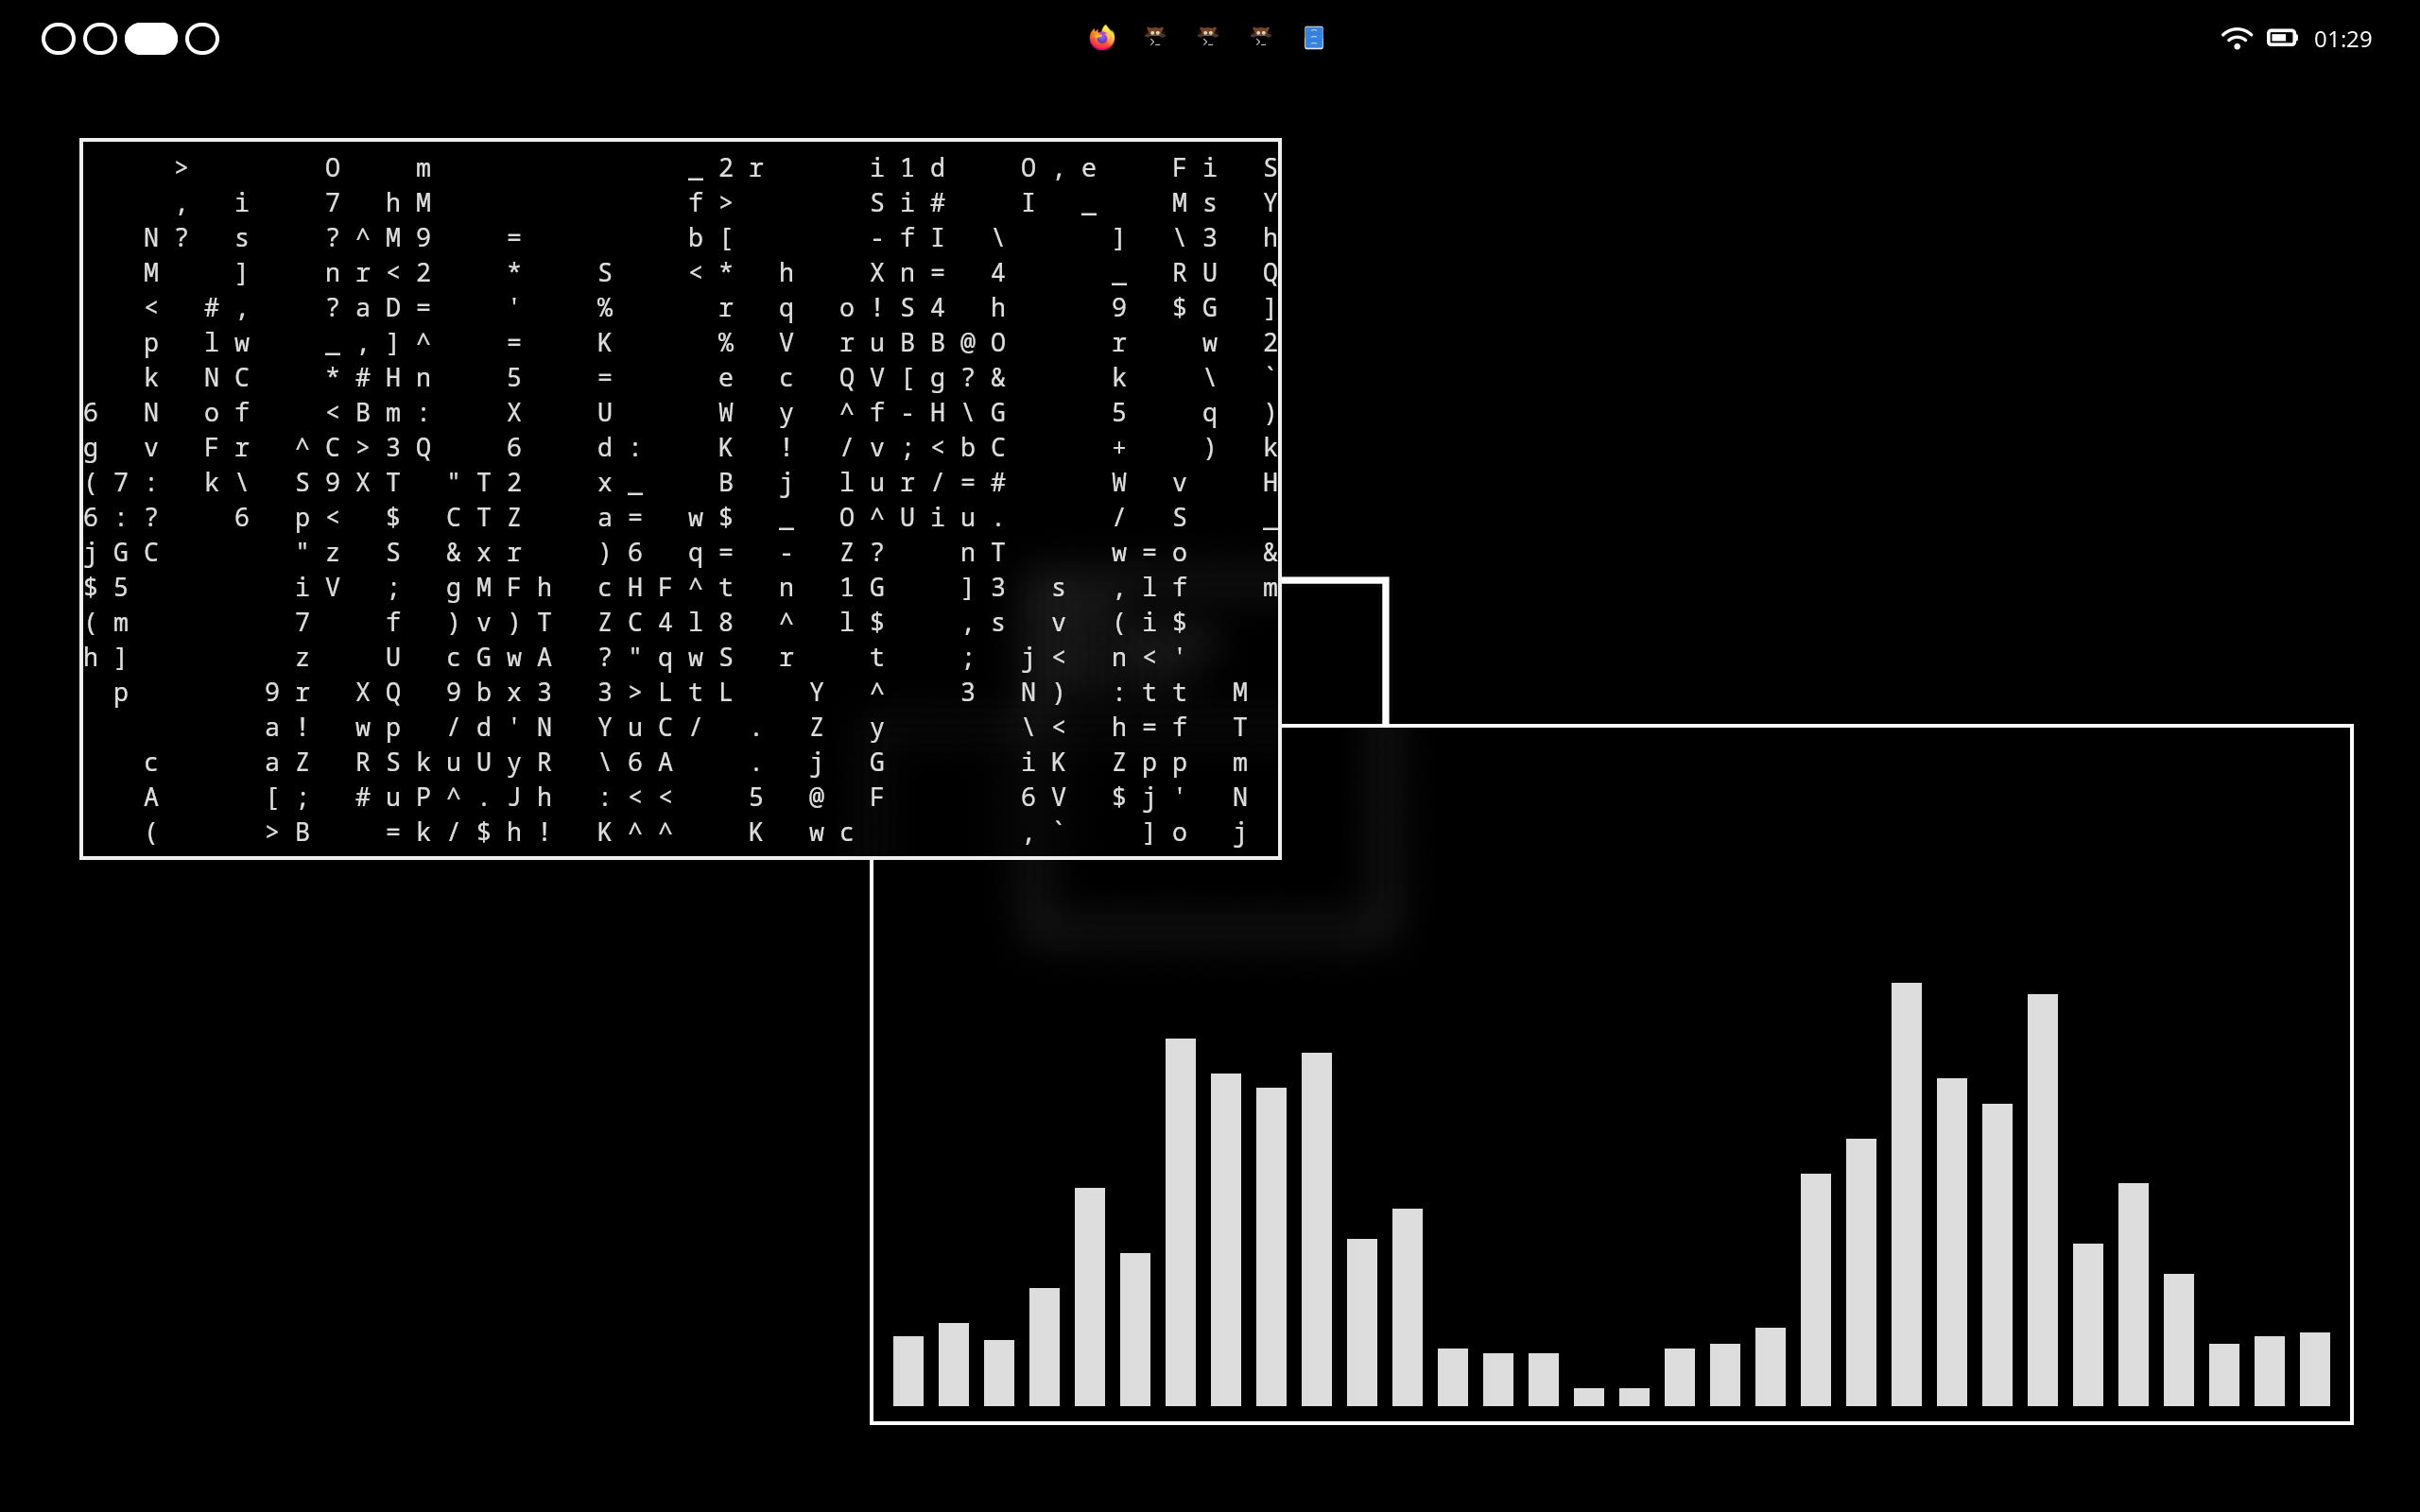 01:29
> O m _ 2 r i 1 d O , e F i S
, i 7 h M f > S i # I _ M s Y
N ? s ? ^ M 9 = b [ - f I \ ] \ 3 h
M ] n r < 2 * S < * h X n = 4 _ R U Q
< # , ? a D = ' % r q o ! S 4 h 9 $ G ]
p l w _ , ] ^ = K % V r u B B @ O r w 2
k N C * # H n 5 = e c Q V [ g ? & k \ `
6 N o f < B m : X U W y ^ f - H \ G 5 q )
g v F r ^ C > 3 Q 6 d : K ! / v ; < b C + ) k
( 7 : k \ S 9 X T " T 2 x _ B j l u r / = # W v H
6 : ? 6 p < $ C T Z a = w $ _ O ^ U i u . / S _
j G C " z S & x r ) 6 q = - Z ? n T w = o &
$ 5 i V ; g M F h c H F ^ t n 1 G ] 3 s , l f m
( m 7 f ) v ) T Z C 4 l 8 ^ l $ , s v ( i $
h ] z U c G w A ? " q w S r t ; j < n < '
p 9 r X Q 9 b x 3 3 > L t L Y ^ 3 N ) : t t M
a ! w p / d ' N Y u C / . Z y \ < h = f T
c a Z R S k u U y R \ 6 A . j G i K Z p p m
A [ ; # u P ^ . J h : < < 5 @ F 6 V $ j ' N
( > B = k / $ h ! K ^ ^ K w c , ` ] o j